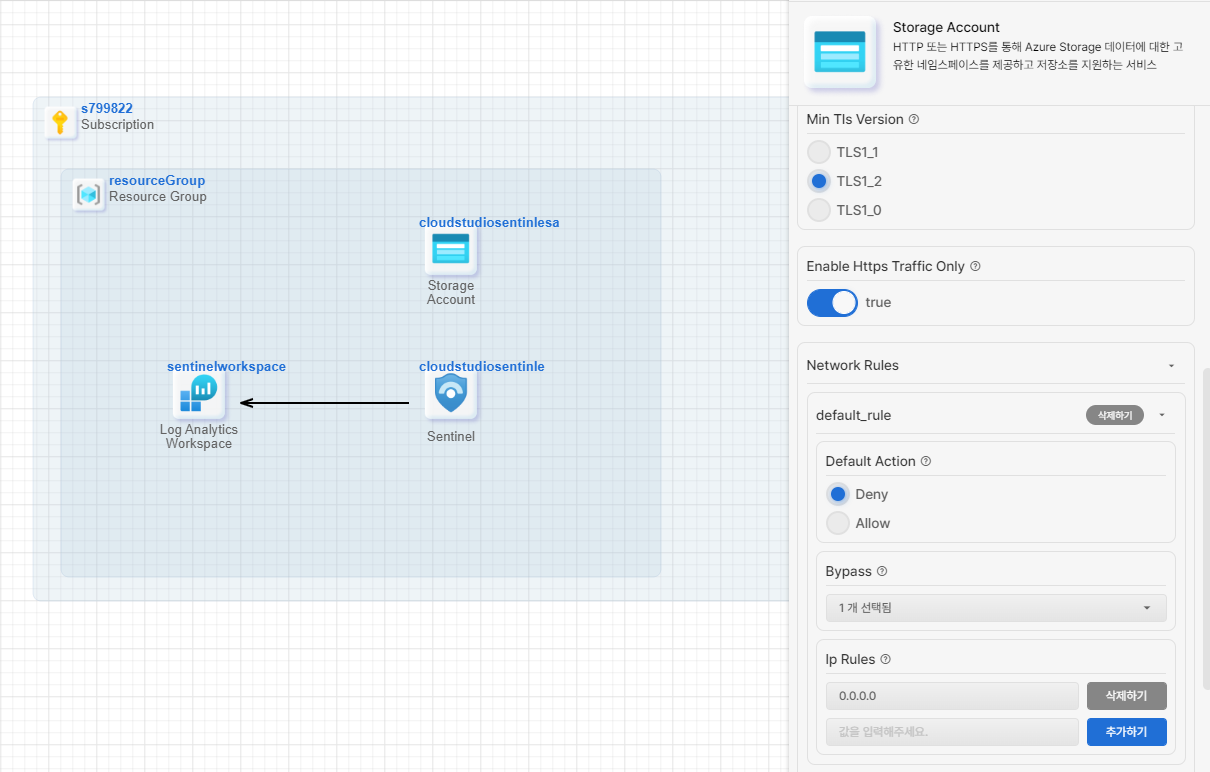 s799822
Subscription
resourceGroup
Resource Group
cloudstudiosentinlesa
Storage
Account
sentinelworkspace
Log Analytics
Workspace
cloudstudiosentinle
Sentinel
Storage Account
HTTP 또는 HTTPS를 통해 Azure Storage 데이터에 대한 고
유한 네임스페이스를 제공하고 저장소를 지원하는 서비스
Min Tls Version
TLS1_1
TLS1_2
TLS1_0
Enable Https Traffic Only
true
Network Rules
default_rule
삭제하기
Default Action
Deny
Allow
Bypass
1 개 선택됨
Ip Rules
0.0.0.0
삭제하기
값을 입력해주세요.
추가하기